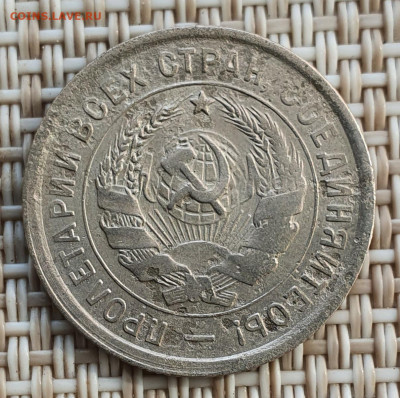 COINS.LAVE.RU
ПРОЛЕТАРИИ ВСЕХ СТРАН, СОЕДИНЯЙТЕСЬ! —